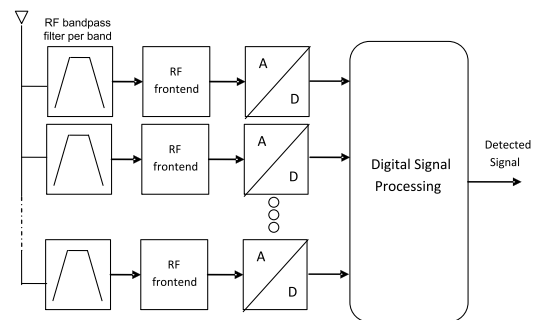 RF bandpass
filter per band
RF
frontend
A
D
RF
frontend
A
D
Digital Signal
Processing
Detected
Signal
RF
frontend
A
D